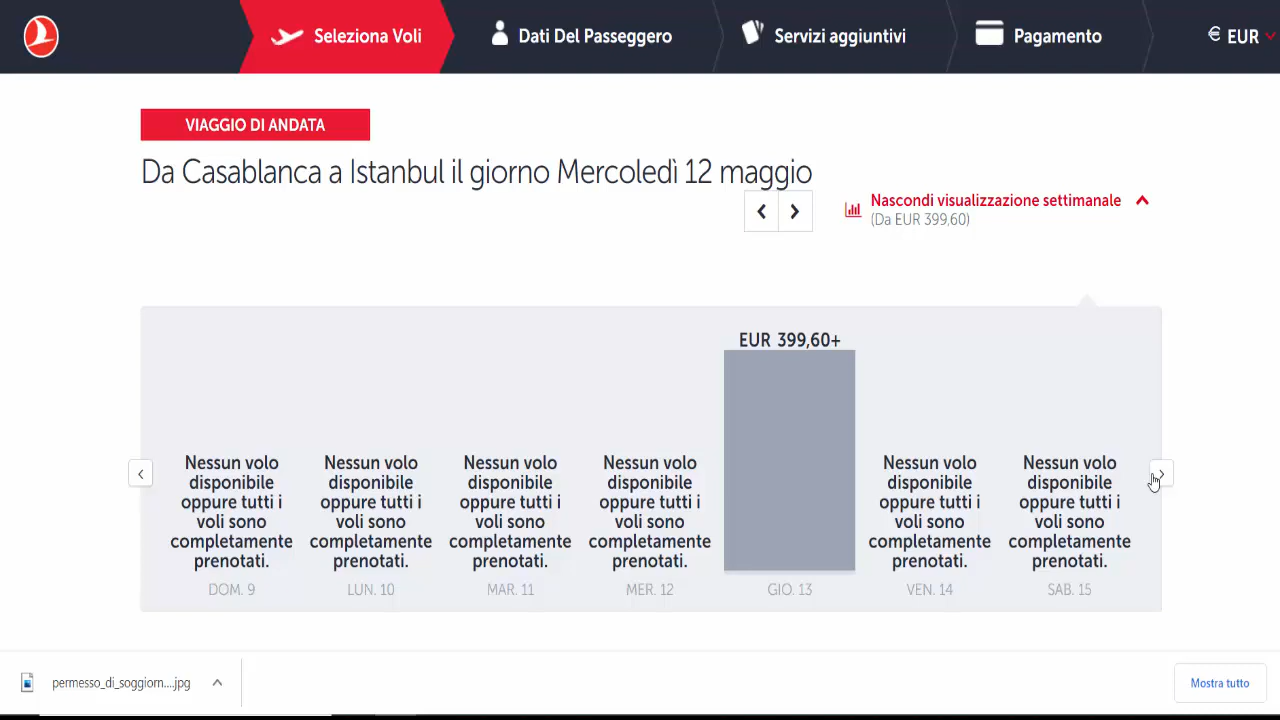 Seleziona Voli
Dati Del Passeggero
Servizi aggiuntivi
Pagamento
€ EUR
VIAGGIO DI ANDATA
Da Casablanca a Istanbul il giorno Mercoledì 12 maggio
Nascondi visualizzazione settimanale
(Da EUR 399,60)
EUR 399,60+
Nessun volo
disponibile
oppure tutti i
voli sono
completamente
prenotati.
DOM. 9
Nessun volo
disponibile
oppure tutti i
voli sono
completamente
prenotati.
LUN. 10
Nessun volo
disponibile
oppure tutti i
voli sono
completamente
prenotati.
MAR. 11
Nessun volo
disponibile
oppure tutti i
voli sono
completamente
prenotati.
MER. 12
GIO. 13
Nessun volo
disponibile
oppure tutti i
voli sono
completamente
prenotati.
VEN. 14
Nessun volo
disponibile
oppure tutti i
voli sono
completamente
prenotati.
SAB. 15
permesso_di_soggiorn....jpg
Mostra tutto